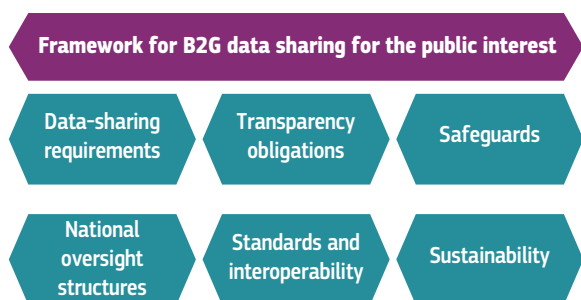 Framework for B2G data sharing for the public interest
Data-sharing
requirements
Transparency
obligations
Safeguards
National
oversight
structures
Standards and
interoperability
Sustainability